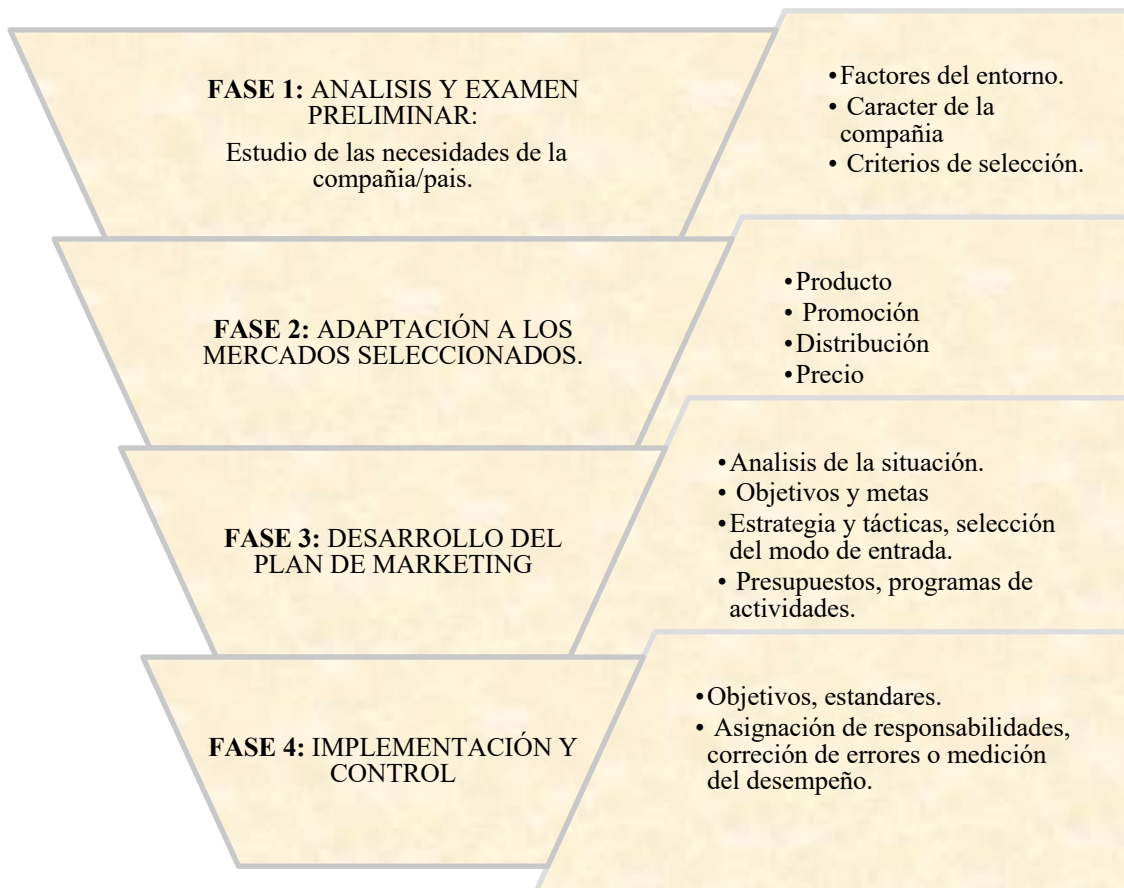 FASE 1: ANALISIS Y EXAMEN
PRELIMINAR:
Estudio de las necesidades de la
compañia/pais.
•Factores del entorno.
• Caracter de la
compañia
• Criterios de selección.
FASE 2: ADAPTACIÓN A LOS
MERCADOS SELECCIONADOS.
•Producto
• Promoción
•Distribución
•Precio
FASE 3: DESARROLLO DEL
PLAN DE MARKETING
•Analisis de la situación.
• Objetivos y metas
•Estrategia y tácticas, selección
del modo de entrada.
• Presupuestos, programas de
actividades.
FASE 4: IMPLEMENTACIÓN Y
CONTROL
•Objetivos, estandares.
• Asignación de responsabilidades,
correción de errores o medición
del desempeño.